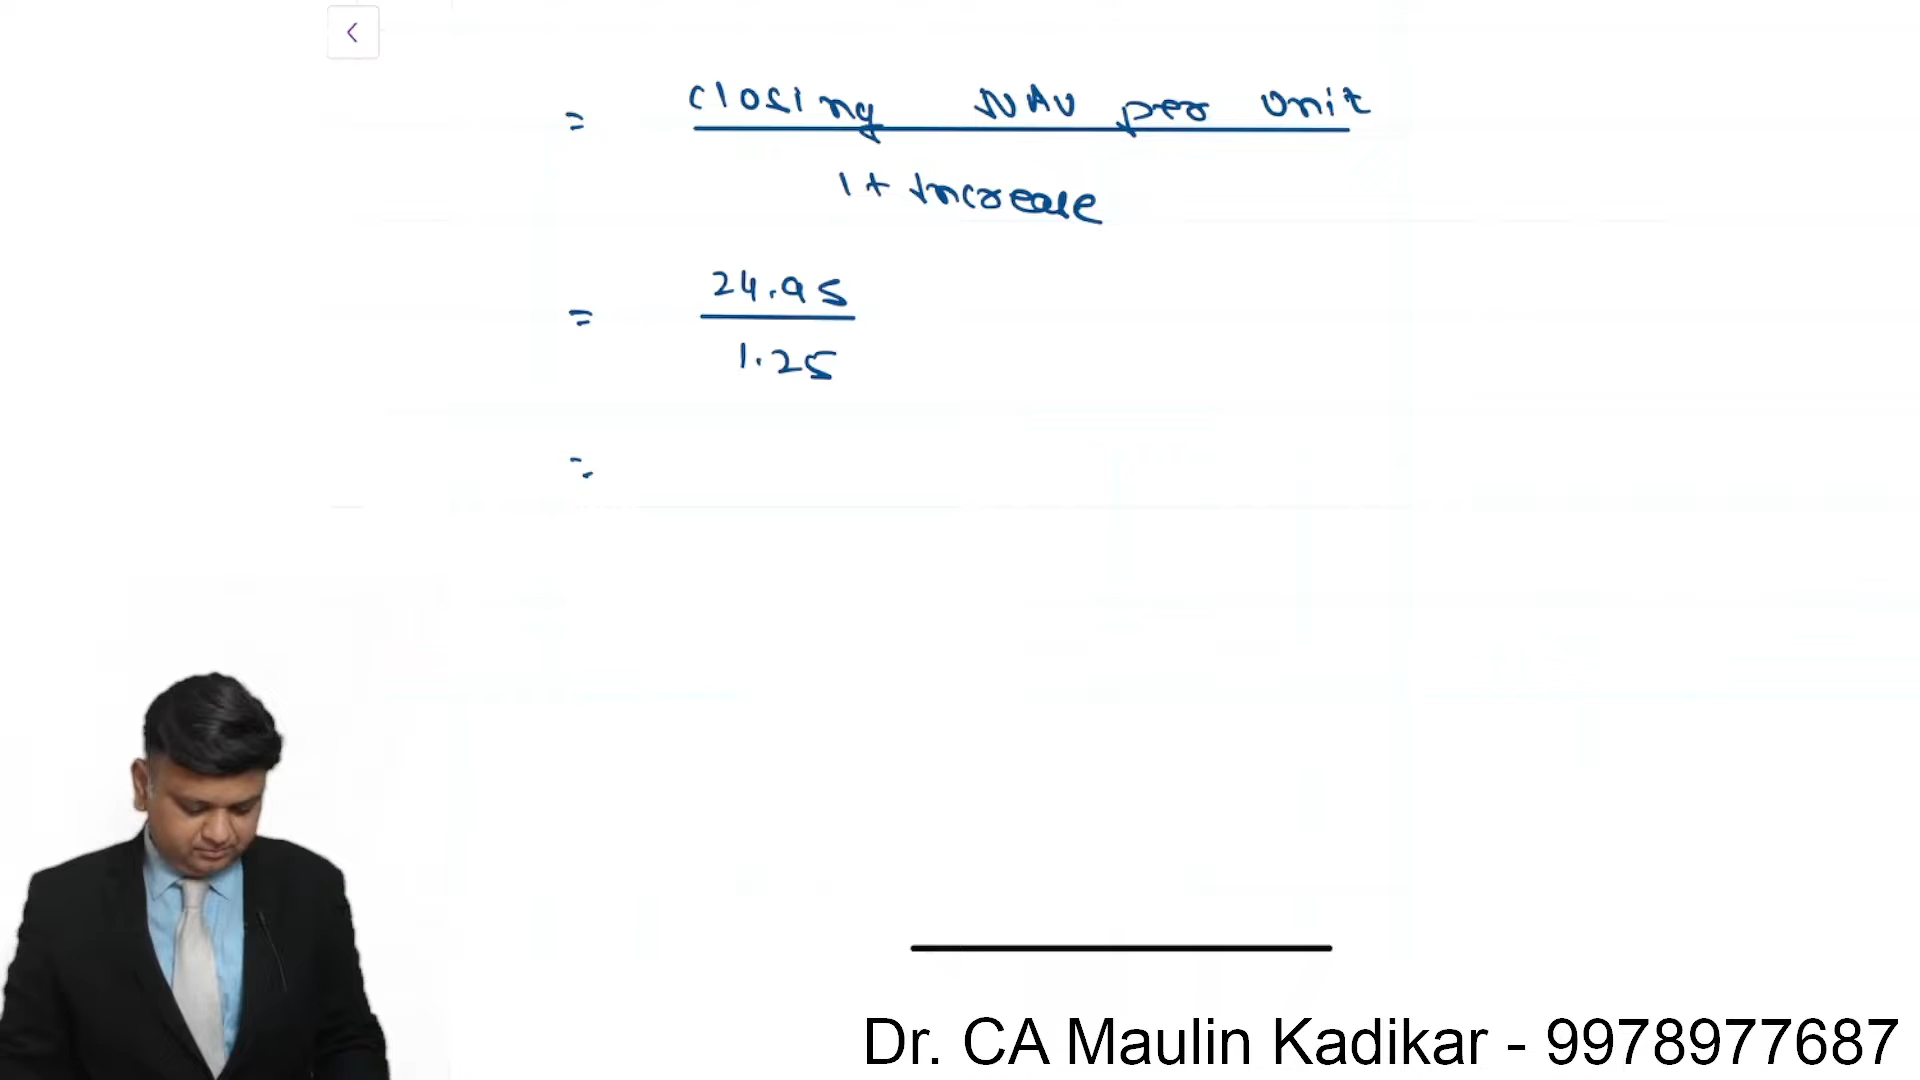 = closing NAV per unit
1 + Increase
= 24.95
1.25
=
Dr. CA Maulin Kadikar - 9978977687